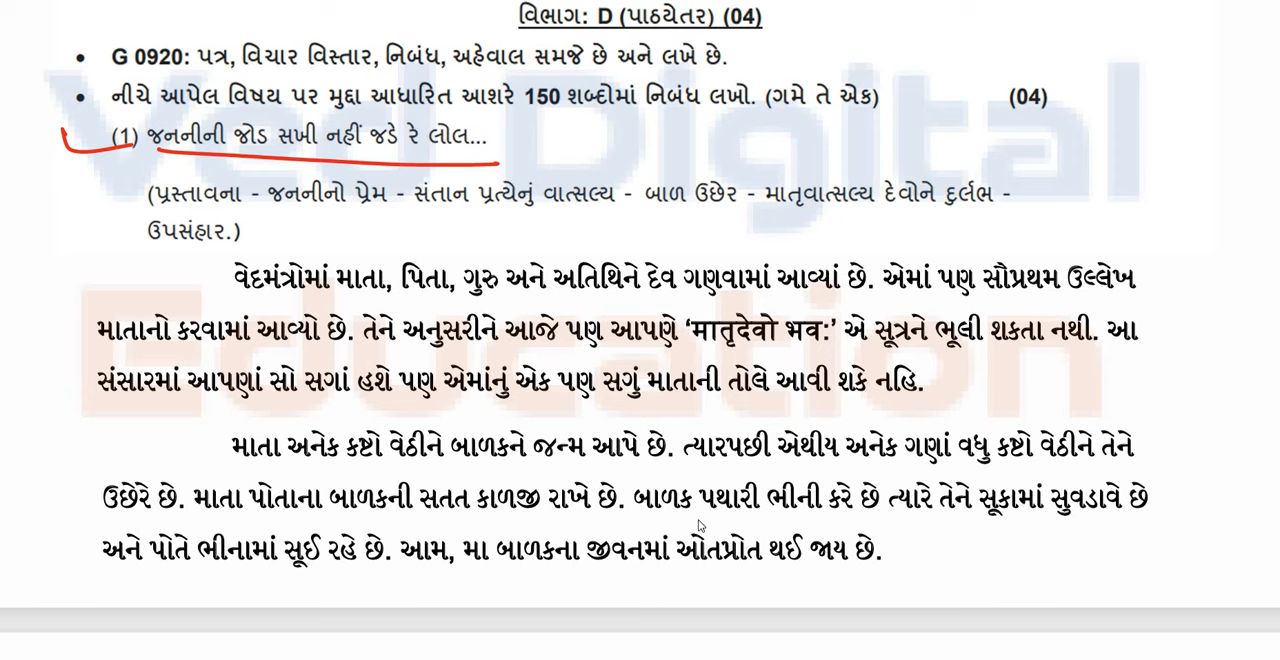 વિભાગ: D (પાઠ્યેતર) (04)
• G 0920: પત્ર, વિચાર વિસ્તાર, નિબંધ, અહેવાલ સમજે છે અને લખે છે.
• નીચે આપેલ વિષય પર મુદ્દા આધારિત આશરે 150 શબ્દોમાં નિબંધ લખો. (ગમે તે એક) (04)
(1) જનનીની જોડ સખી નહીં જડે રે લોલ...
(પ્રસ્તાવના - જનનીનો પ્રેમ - સંતાન પ્રત્યેનું વાત્સલ્ય - બાળ ઉછેર - માતૃવાત્સલ્ય દેવોને દુર્લભ -
ઉપસંહાર.)
વેદમંત્રોમાં માતા, પિતા, ગુરુ અને અતિથિને દેવ ગણવામાં આવ્યાં છે. એમાં પણ સૌપ્રથમ ઉલ્લેખ
માતાનો કરવામાં આવ્યો છે. તેને અનુસરીને આજે પણ આપણે ‘मातृदेवो भव:’ એ સૂત્રને ભૂલી શકતા નથી. આ
સંસારમાં આપણાં સો સગાં હશે પણ એમાંનું એક પણ સગું માતાની તોલે આવી શકે નહિ.
માતા અનેક કષ્ટો વેઠીને બાળકને જન્મ આપે છે. ત્યારપછી એથીય અનેક ગણાં વધુ કષ્ટો વેઠીને તેને
ઉછેરે છે. માતા પોતાના બાળકની સતત કાળજી રાખે છે. બાળક પથારી ભીની કરે છે ત્યારે તેને સૂકામાં સુવડાવે છે
અને પોતે ભીનામાં સૂઈ રહે છે. આમ, મા બાળકના જીવનમાં ઓતપ્રોત થઈ જાય છે.
Ved Digital
Education